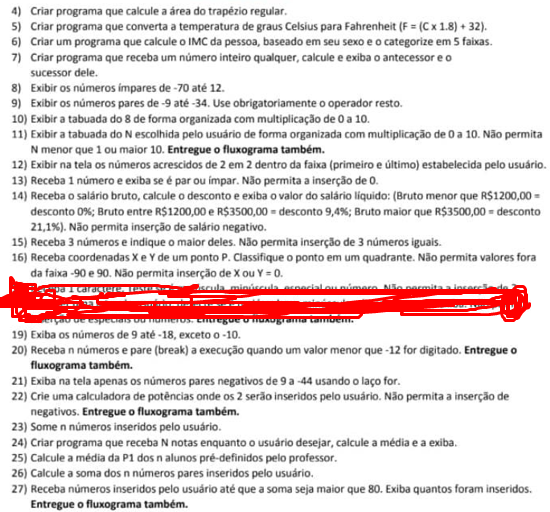 4) Criar programa que calcule a área do trapézio regular.
5) Criar programa que converta a temperatura de graus Celsius para Fahrenheit (F = (C x 1.8) + 32).
6) Criar um programa que calcule o IMC da pessoa, baseado em seu sexo e o categorize em 5 faixas.
7) Criar programa que receba um número inteiro qualquer, calcule e exiba o antecessor e o
sucessor dele.
8) Exibir os números ímpares de -70 até 12.
9) Exibir os números pares de -9 até -34. Use obrigatoriamente o operador resto.
10) Exibir a tabuada do 8 de forma organizada com multiplicação de 0 a 10.
11) Exibir a tabuada do N escolhida pelo usuário de forma organizada com multiplicação de 0 a 10. Não permita
N menor que 1 ou maior 10. Entregue o fluxograma também.
12) Exibir na tela os números acrescidos de 2 em 2 dentro da faixa (primeiro e último) estabelecida pelo usuário.
13) Receba 1 número e exiba se é par ou ímpar. Não permita a inserção de 0.
14) Receba o salário bruto, calcule o desconto e exiba o valor do salário líquido: (Bruto menor que R$1200,00 =
desconto 0%; Bruto entre R$1200,00 e R$3500,00 = desconto 9,4%; Bruto maior que R$3500,00 = desconto
21,1%). Não permita inserção de salário negativo.
15) Receba 3 números e indique o maior deles. Não permita inserção de 3 números iguais.
16) Receba coordenadas X e Y de um ponto P. Classifique o ponto em um quadrante. Não permita valores fora
da faixa -90 e 90. Não permita inserção de X ou Y = 0.
1 caractere. minúscula, especial ou número. Não permita a inserção de
de especiais ou números. Entregue o fluxograma também.
19) Exiba os números de 9 até -18, exceto o -10.
20) Receba n números e pare (break) a execução quando um valor menor que -12 for digitado. Entregue o
fluxograma também.
21) Exiba na tela apenas os números pares negativos de 9 a -44 usando o laço for.
22) Crie uma calculadora de potências onde os 2 serão inseridos pelo usuário. Não permita a inserção de
negativos. Entregue o fluxograma também.
23) Some n números inseridos pelo usuário.
24) Criar programa que receba N notas enquanto o usuário desejar, calcule a média e a exiba.
25) Calcule a média da P1 dos n alunos pré-definidos pelo professor.
26) Calcule a soma dos n números pares inseridos pelo usuário.
27) Receba números inseridos pelo usuário até que a soma seja maior que 80. Exiba quantos foram inseridos.
Entregue o fluxograma também.